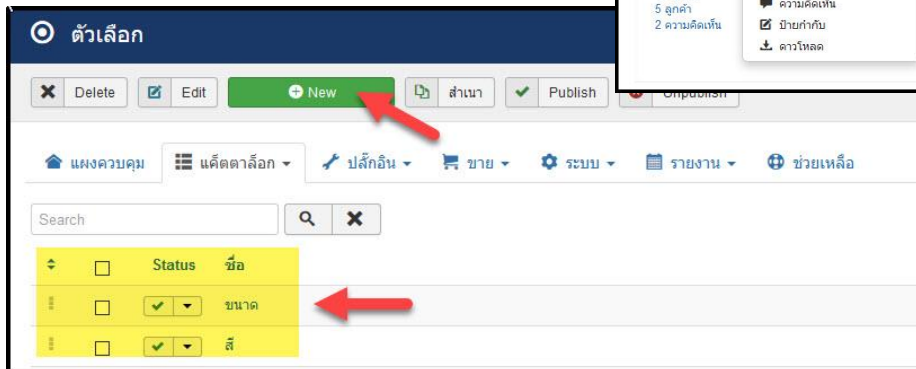 ความคิดเห็น
5 ลูกค้า
2 ความคิดเห็น
ป้ายกำกับ
ดาวโหลด
ตัวเลือก
Delete Edit New สำเนา Publish Unpublish
แผงควบคุม แค็ตตาล็อก ปลั๊กอิน ขาย ระบบ รายงาน ช่วยเหลือ
Search
Status ชื่อ
ขนาด
สี